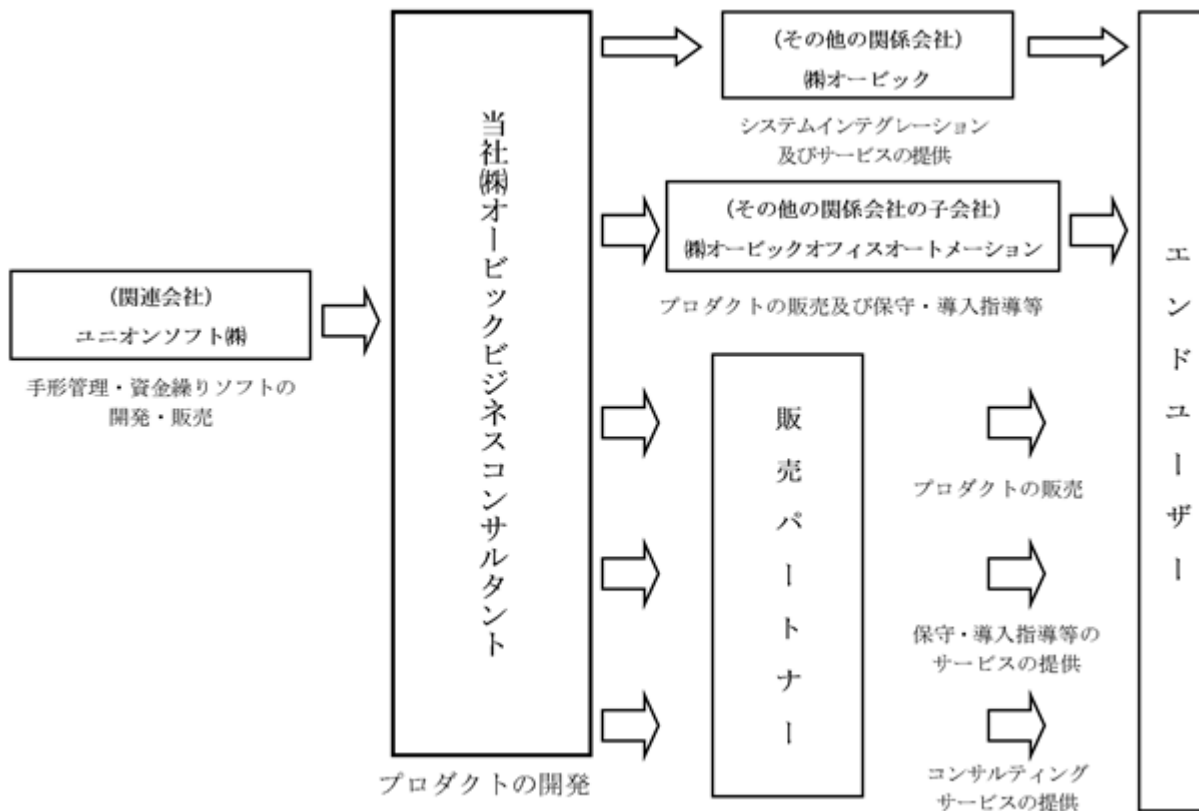 (関連会社)
ユニオンソフト㈱
手形管理・資金繰りソフトの
開発・販売
当社㈱オービックビジネスコンサルタント
プロダクトの開発
(その他の関係会社)
㈱オービック
システムインテグレーション
及びサービスの提供
(その他の関係会社の子会社)
㈱オービックオフィスオートメーション
プロダクトの販売及び保守・導入指導等
販売パートナー
プロダクトの販売
保守・導入指導等の
サービスの提供
コンサルティング
サービスの提供
エンドユーザー